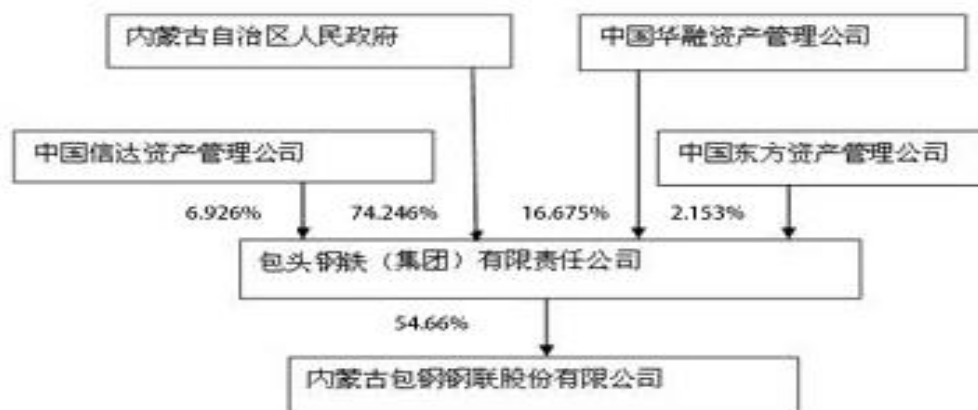 内蒙古自治区人民政府
中国华融资产管理公司
中国信达资产管理公司
中国东方资产管理公司
6.926%
74.246%
16.675%
2.153%
包头钢铁（集团）有限责任公司
54.66%
内蒙古包钢钢联股份有限公司